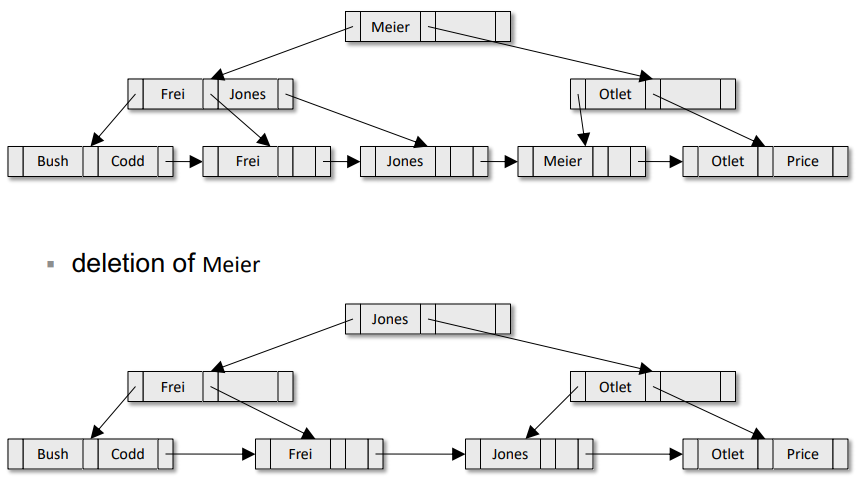 Meier
Frei Jones Otlet
Bush Codd Frei Jones Meier Otlet Price
▪ deletion of Meier
Jones
Frei Otlet
Bush Codd Frei Jones Otlet Price